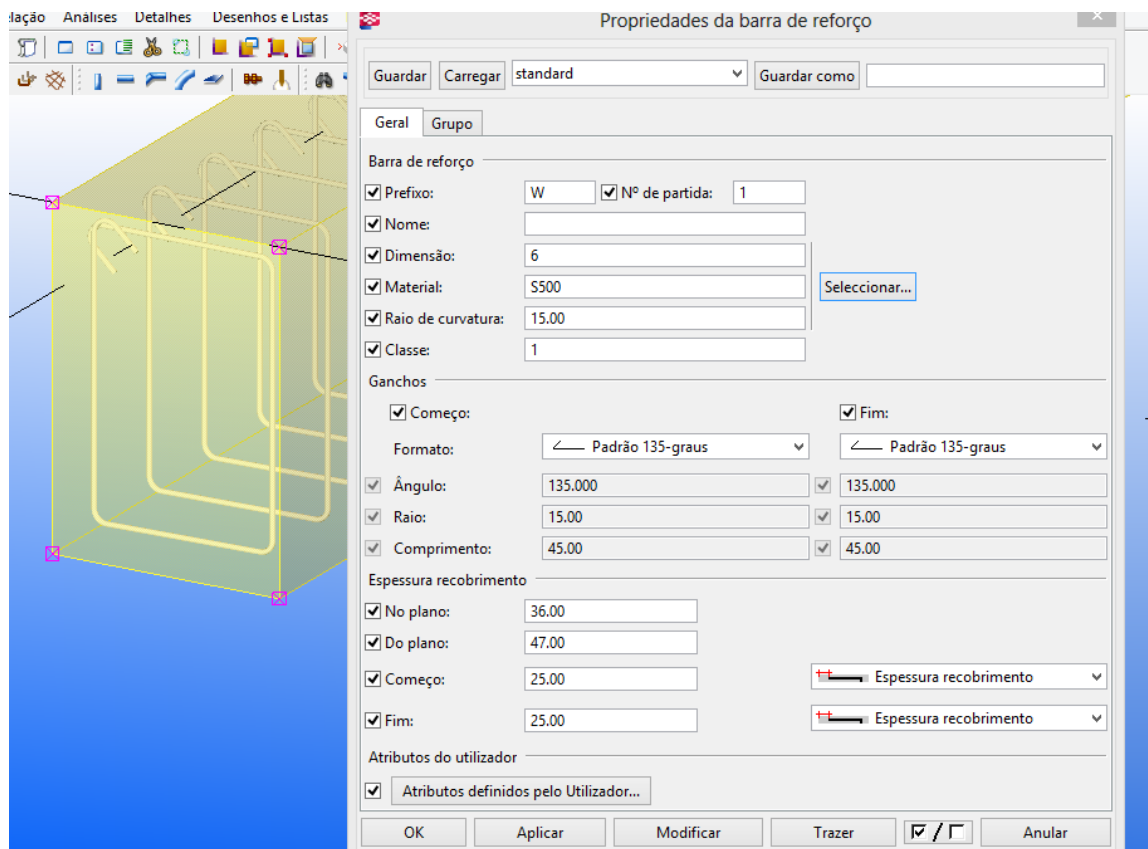 Análises Detalhes Desenhos e Listas
Propriedades da barra de reforço
Guardar Carregar standard Guardar como
Geral Grupo
Barra de reforço
Prefixo: W Nº de partida: 1
Nome:
Dimensão: 6
Material: S500 Seleccionar...
Raio de curvatura: 15.00
Classe: 1
Ganchos
Começo: Fim:
Formato: Padrão 135-graus Padrão 135-graus
Ângulo: 135.000 135.000
Raio: 15.00 15.00
Comprimento: 45.00 45.00
Espessura recobrimento
No plano: 36.00
Do plano: 47.00
Começo: 25.00 Espessura recobrimento
Fim: 25.00 Espessura recobrimento
Atributos do utilizador
Atributos definidos pelo Utilizador...
OK Aplicar Modificar Trazer / Anular